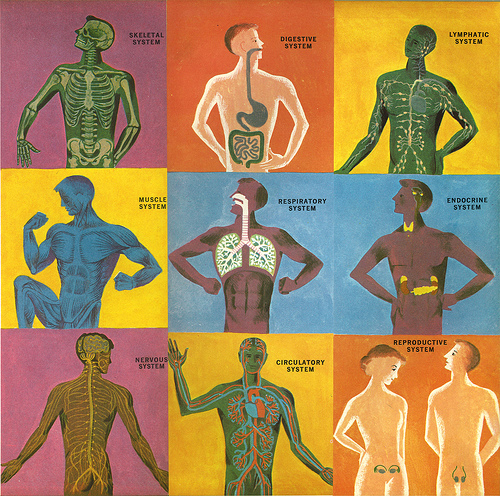 SKELETAL
SYSTEM
DIGESTIVE
SYSTEM
LYMPHATIC
SYSTEM
MUSCLE
SYSTEM
RESPIRATORY
SYSTEM
ENDOCRINE
SYSTEM
NERVOUS
SYSTEM
CIRCULATORY
SYSTEM
REPRODUCTIVE
SYSTEM